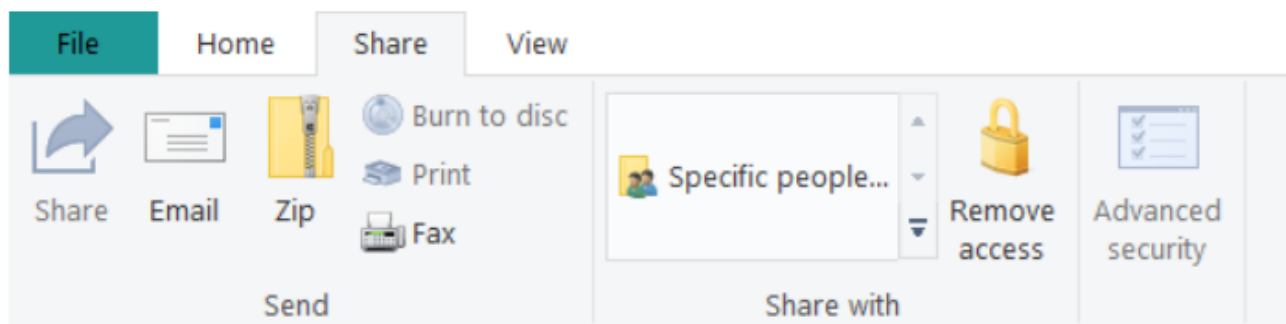 File Home Share View
Share
Email
Zip
Burn to disc
Print
Fax
Send
Specific people...
Remove
access
Share with
Advanced
security